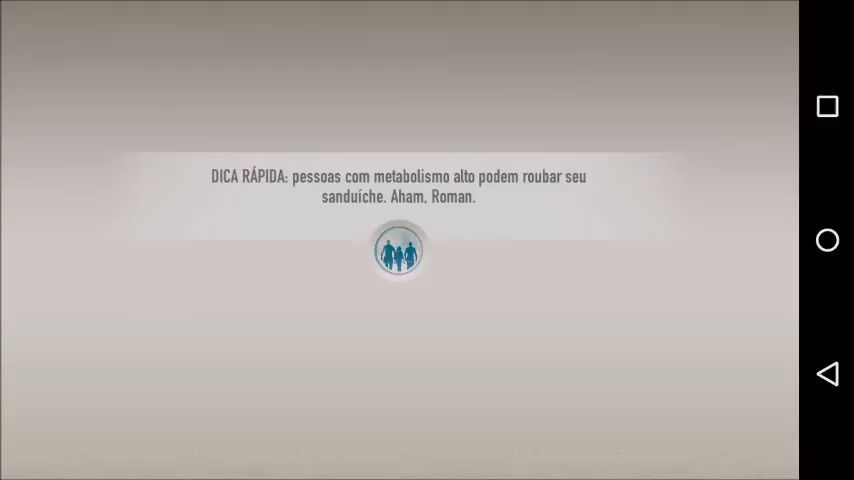 DICA RÁPIDA: pessoas com metabolismo alto podem roubar seu
sanduíche. Aham, Roman.